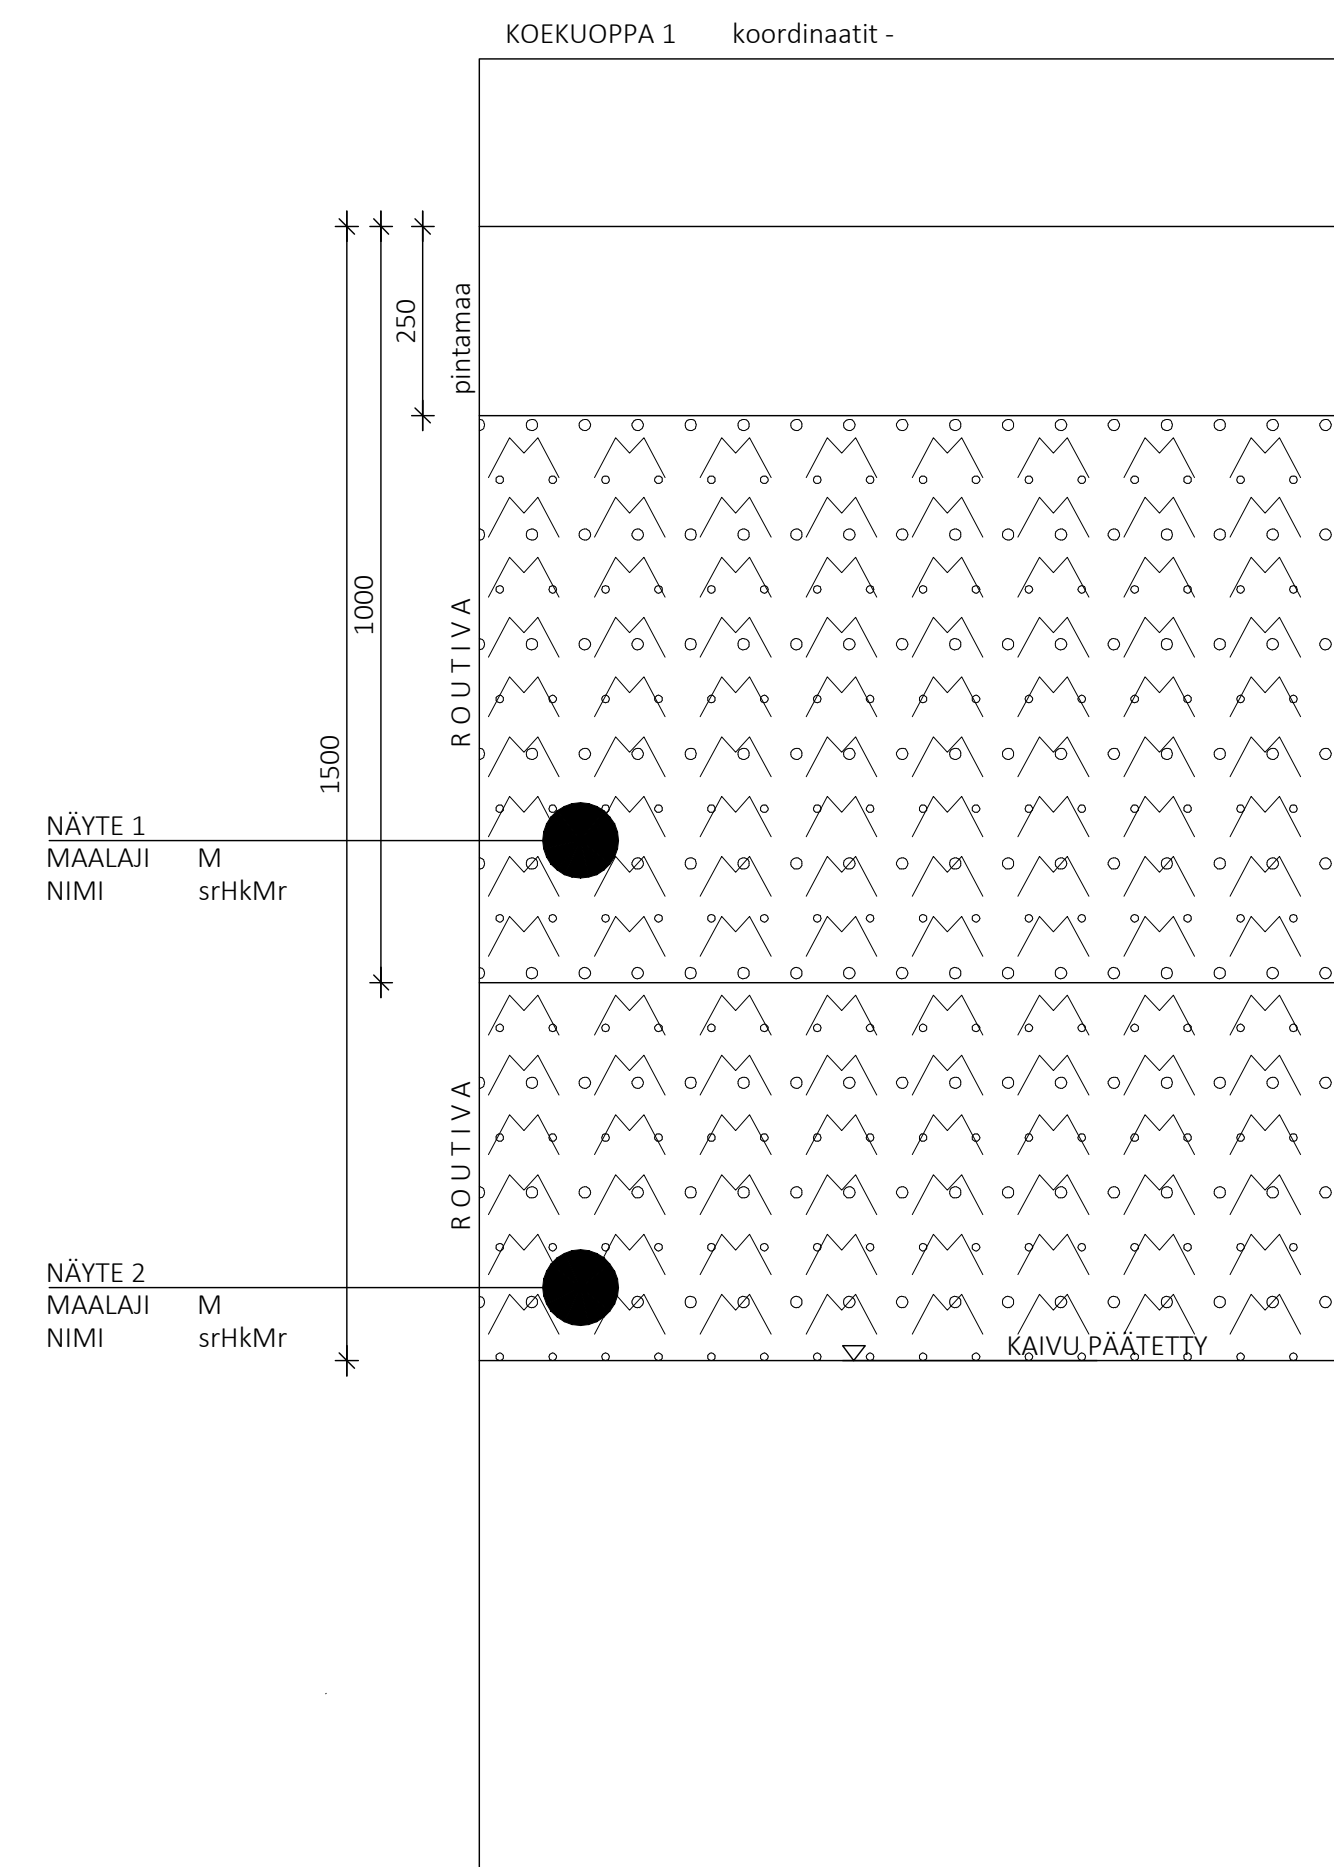 KOEKUOPPA 1 koordinaatit -
250
pintamaa
1000
ROUTIVA
1500
NÄYTE 1
MAALAJI M
NIMI srHkMr
ROUTIVA
NÄYTE 2
MAALAJI M
NIMI srHkMr
KAIVU PÄÄTETTY